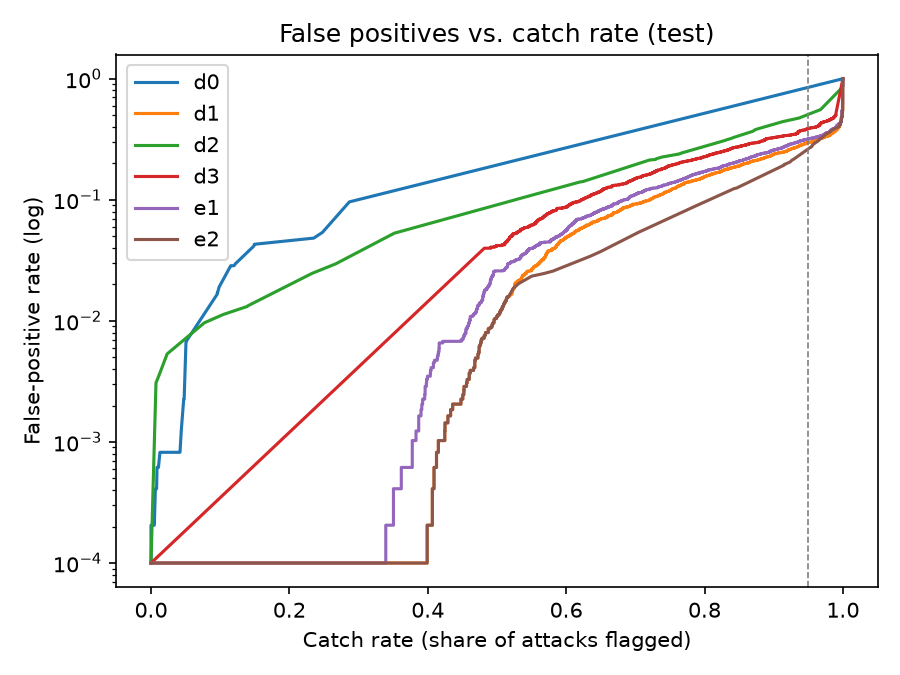 False positives vs. catch rate (test)
False-positive rate (log)
10⁰
10⁻¹
10⁻²
10⁻³
10⁻⁴
d0
d1
d2
d3
e1
e2
0.0 0.2 0.4 0.6 0.8 1.0
Catch rate (share of attacks flagged)